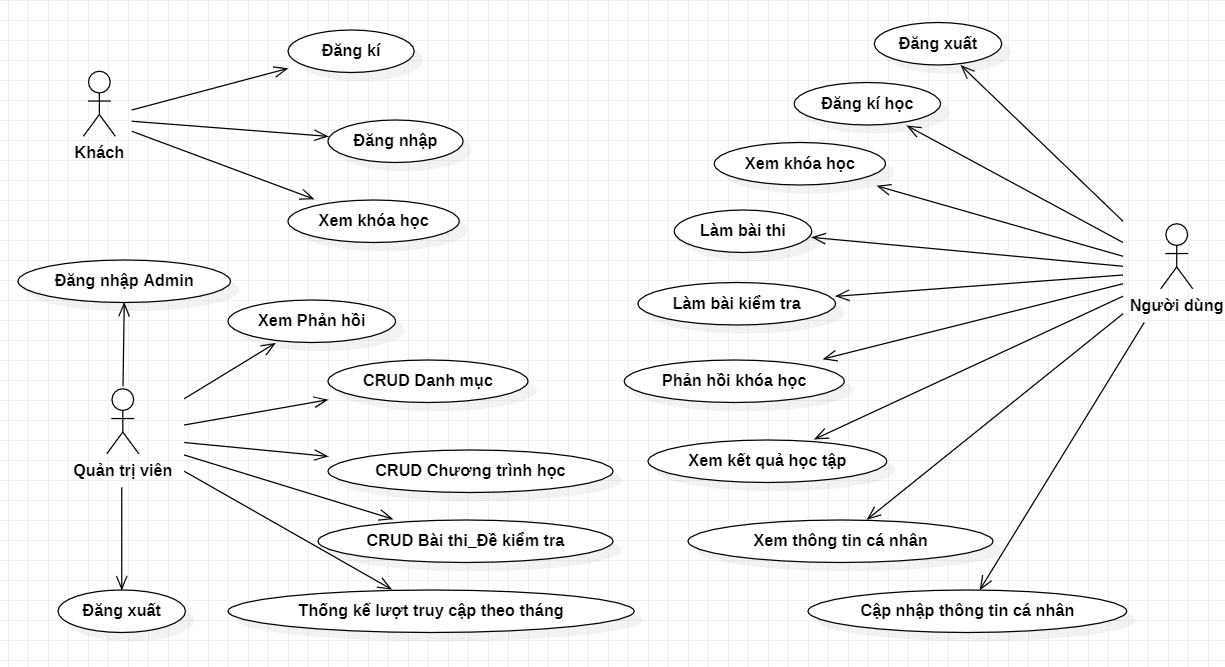 Đăng kí
Khách
Đăng nhập
Xem khóa học
Đăng nhập Admin
Xem Phản hồi
CRUD Danh mục
Quản trị viên
CRUD Chương trình học
CRUD Bài thi_Đề kiểm tra
Đăng xuất
Thống kế lượt truy cập theo tháng
Đăng xuất
Đăng kí học
Xem khóa học
Làm bài thi
Làm bài kiểm tra
Người dùng
Phản hồi khóa học
Xem kết quả học tập
Xem thông tin cá nhân
Cập nhập thông tin cá nhân